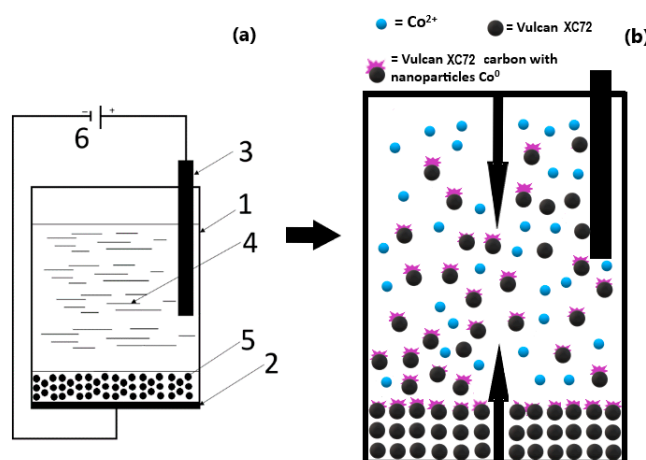 (a)
− +
6
3
1
4
5
2
= Co²⁺ = Vulcan XC72 (b)
= Vulcan XC72 carbon with
nanoparticles Co⁰